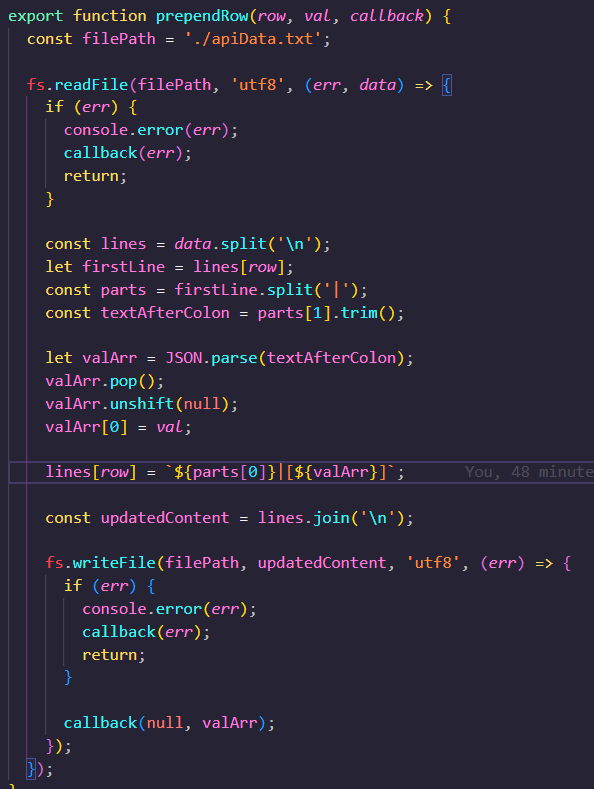 export function prependRow(row, val, callback) {
  const filePath = './apiData.txt';

  fs.readFile(filePath, 'utf8', (err, data) => {
    if (err) {
      console.error(err);
      callback(err);
      return;
    }

    const lines = data.split('\n');
    let firstLine = lines[row];
    const parts = firstLine.split('|');
    const textAfterColon = parts[1].trim();

    let valArr = JSON.parse(textAfterColon);
    valArr.pop();
    valArr.unshift(null);
    valArr[0] = val;

    lines[row] = `${parts[0]}|[${valArr}]`;      You, 48 minute

    const updatedContent = lines.join('\n');

    fs.writeFile(filePath, updatedContent, 'utf8', (err) => {
      if (err) {
        console.error(err);
        callback(err);
        return;
      }

      callback(null, valArr);
    });
  });
}